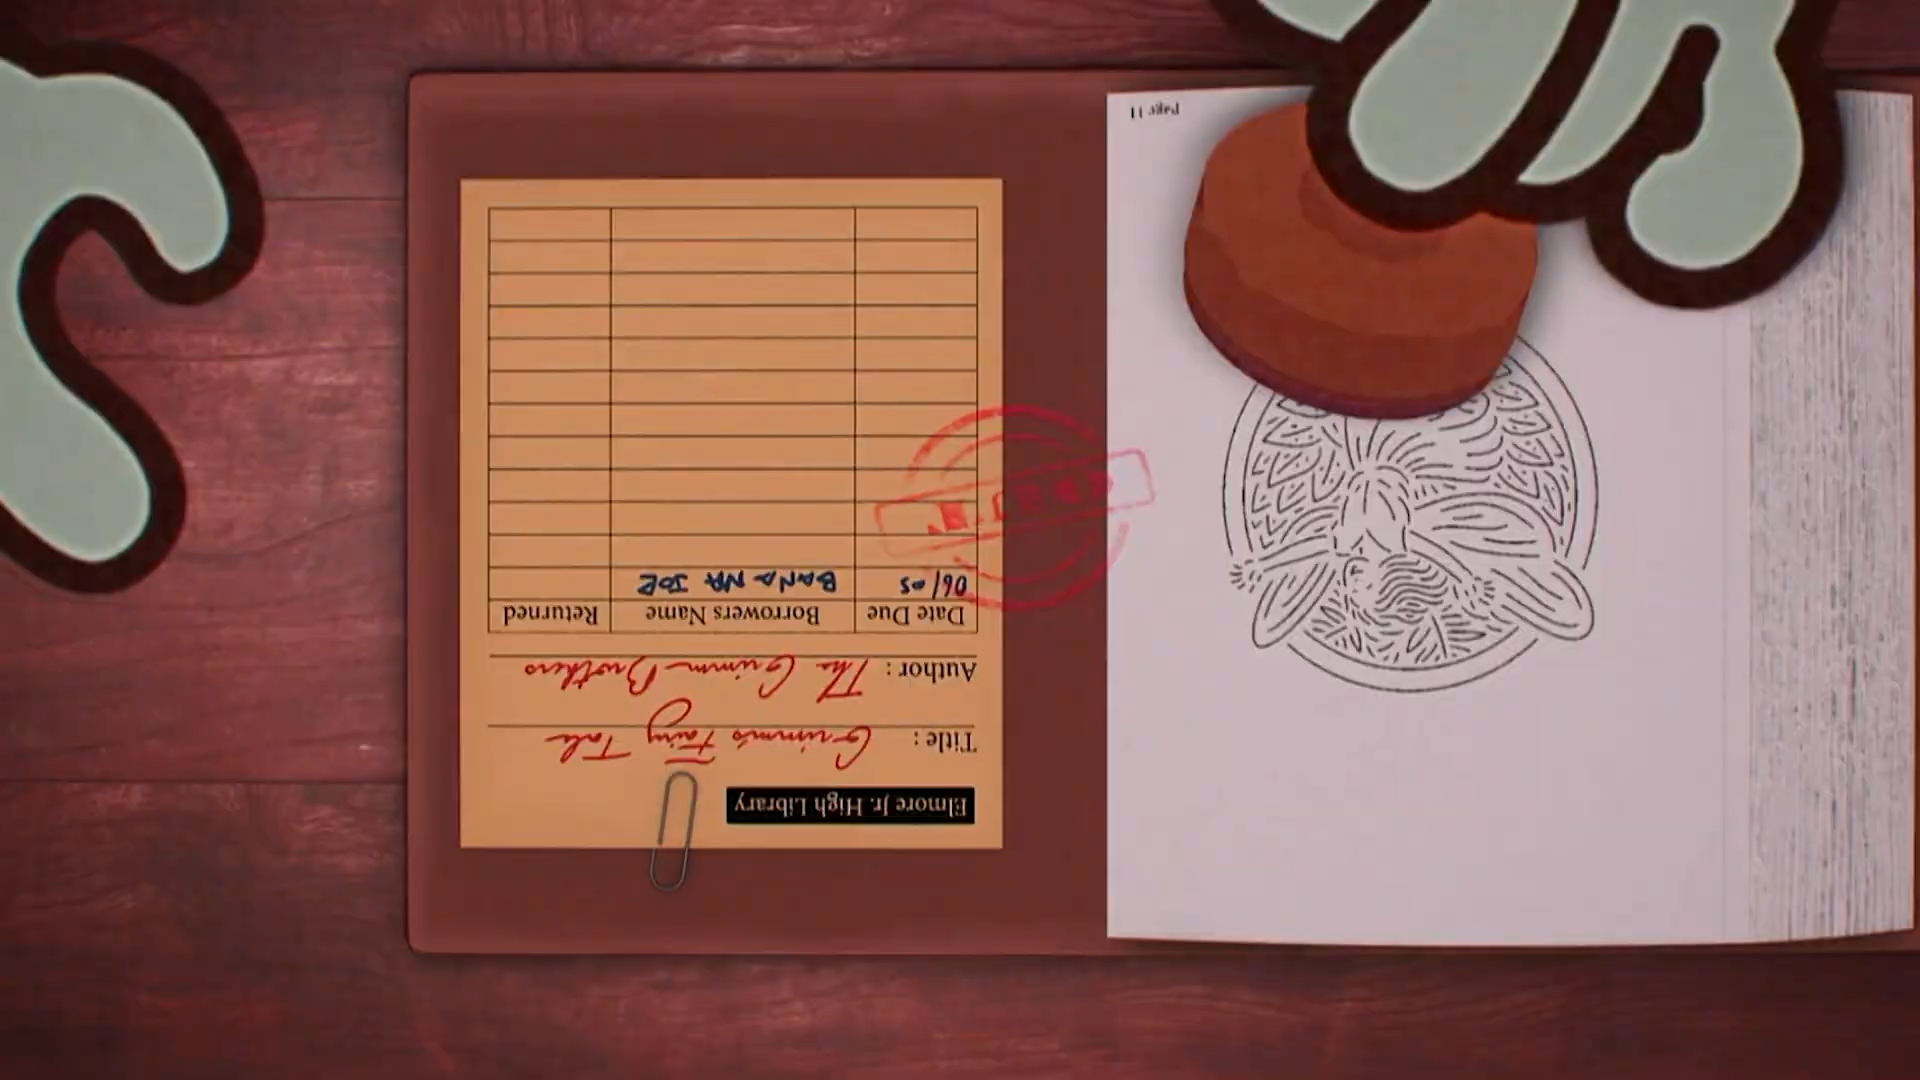 Elmore Jr. High Library
Title : Grimm's Fairy Tale
Author : The Grimm Brothers
Date Due Borrowers Name Returned
06/05 BANANA JOE
Page 11